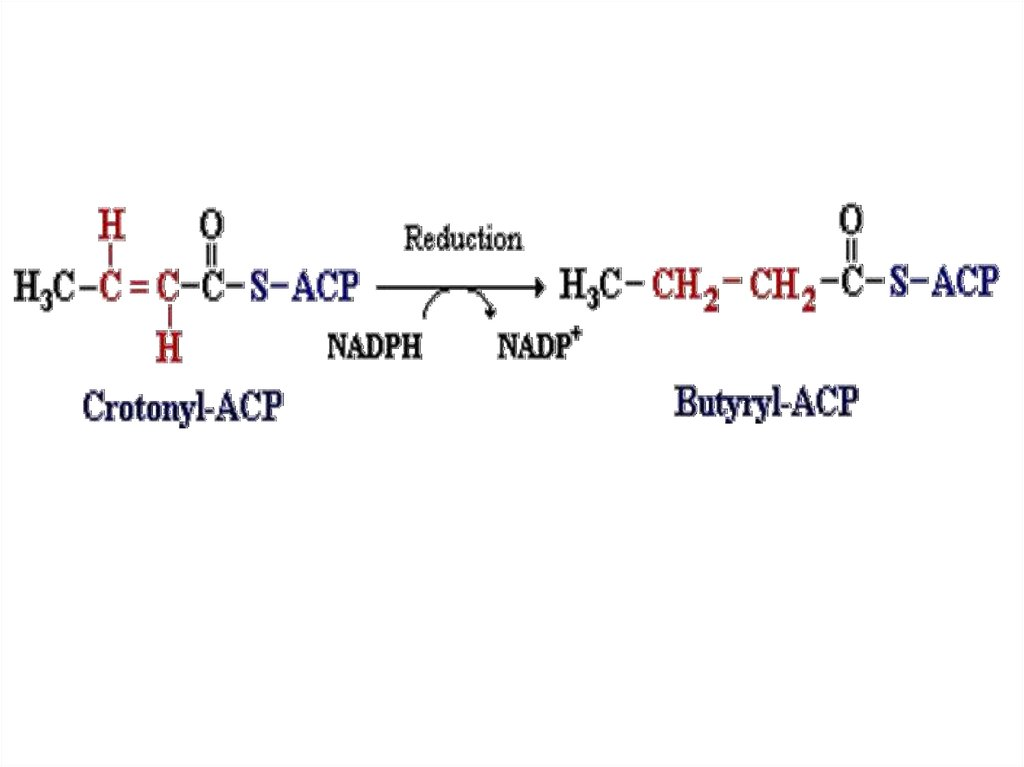 H O O
Reduction
H₃C–C=C–C–S–ACP H₃C–CH₂–CH₂–C–S–ACP
H NADPH NADP⁺
Crotonyl-ACP Butyryl-ACP